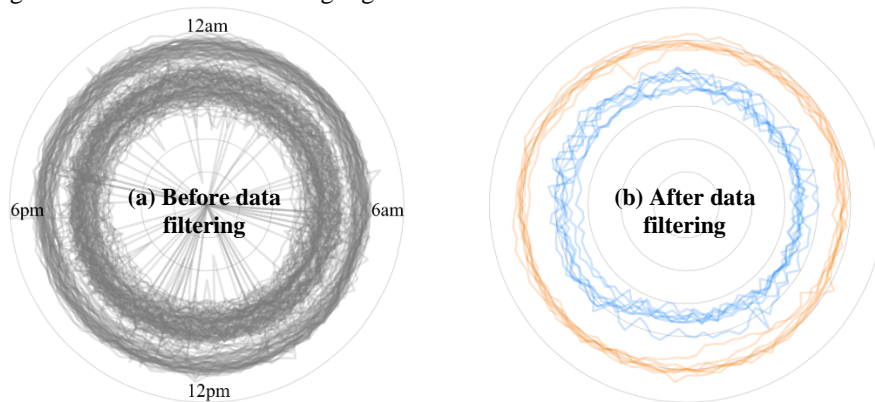 12am
6pm
(a) Before data
filtering
6am
12pm
(b) After data
filtering